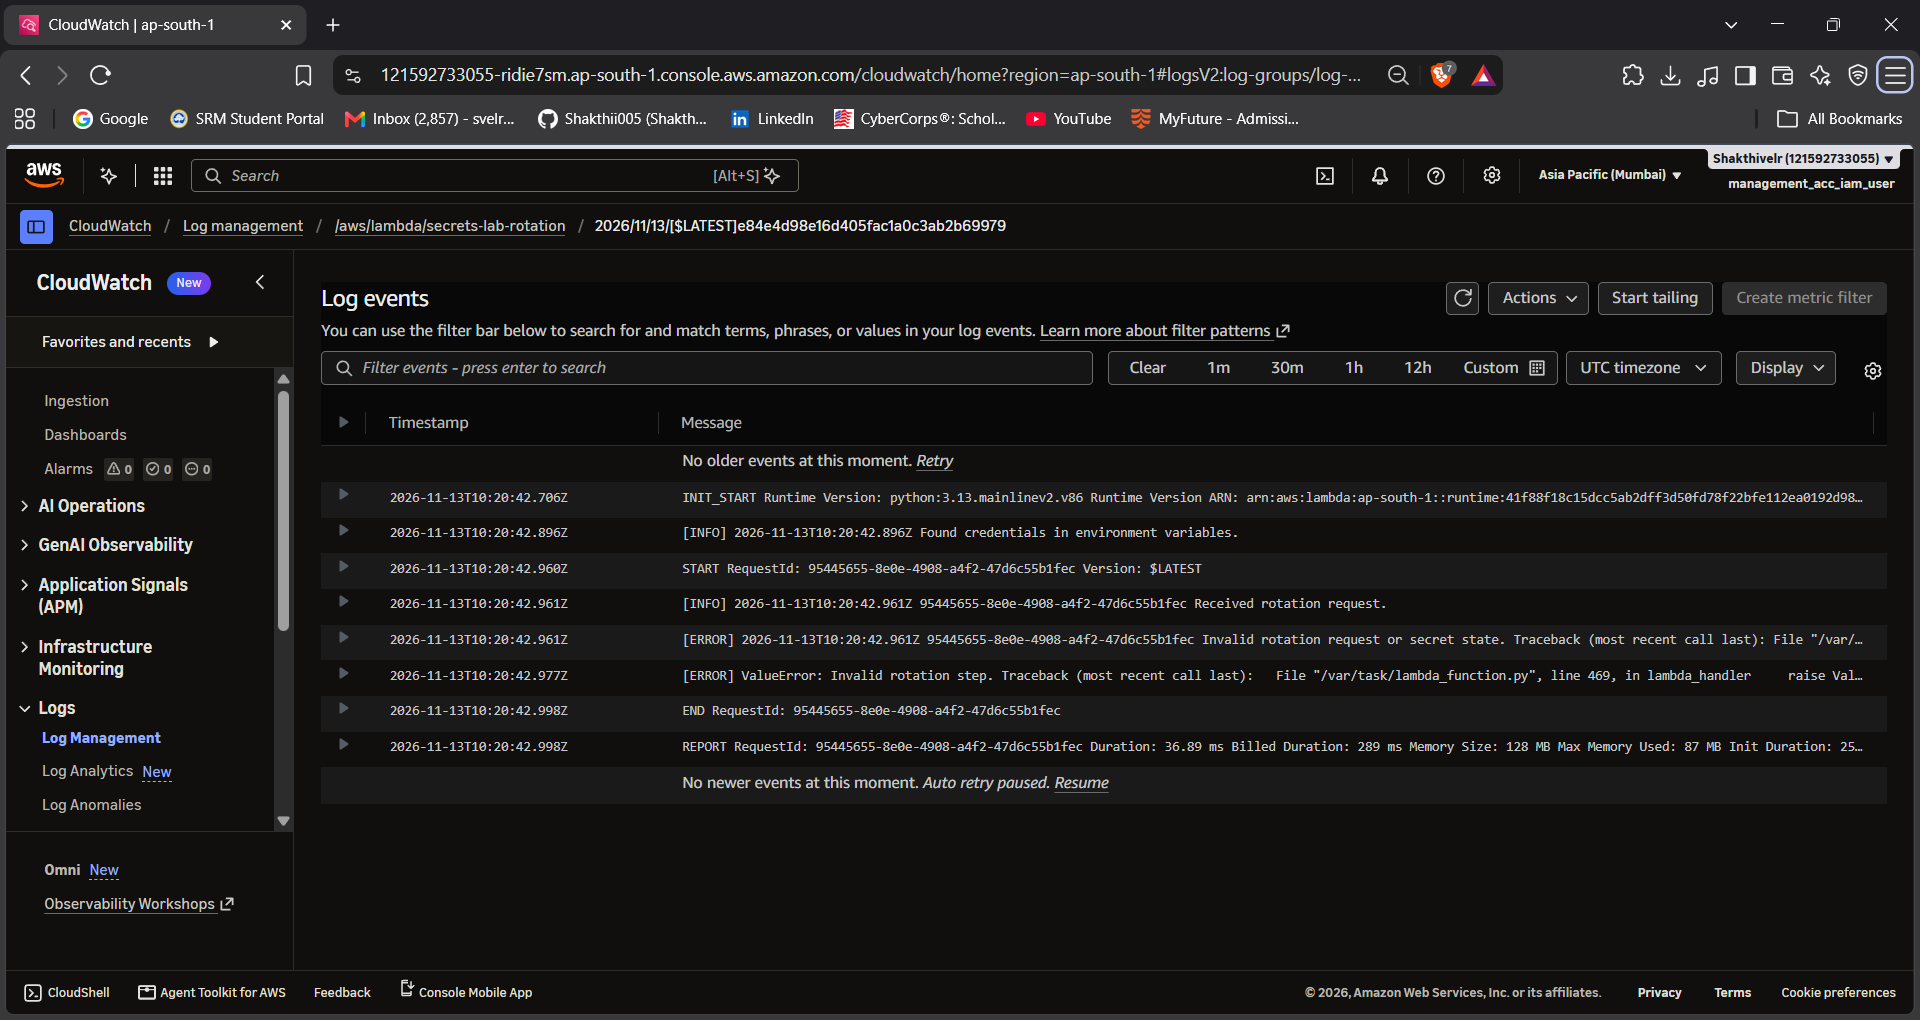 CloudWatch | ap-south-1
121592733055-ridie7sm.ap-south-1.console.aws.amazon.com/cloudwatch/home?region=ap-south-1#logsV2:log-groups/log-...
7
Google
SRM Student Portal
Inbox (2,857) - svelr...
Shakthii005 (Shakth...
LinkedIn
CyberCorps®: Schol...
YouTube
MyFuture - Admissi...
All Bookmarks
aws
Search
[Alt+S]
Asia Pacific (Mumbai)
Shakthivelr (121592733055)
management_acc_iam_user
CloudWatch / Log management / /aws/lambda/secrets-lab-rotation / 2026/11/13/[$LATEST]e84e4d98e16d405fac1a0c3ab2b69979
CloudWatch New
Favorites and recents
Ingestion
Dashboards
Alarms 0 0 0
AI Operations
GenAI Observability
Application Signals
(APM)
Infrastructure
Monitoring
Logs
Log Management
Log Analytics New
Log Anomalies
Omni New
Observability Workshops
Log events
Actions
Start tailing
Create metric filter
You can use the filter bar below to search for and match terms, phrases, or values in your log events. Learn more about filter patterns
Filter events - press enter to search
Clear 1m 30m 1h 12h Custom
UTC timezone
Display
Timestamp Message
No older events at this moment. Retry
2026-11-13T10:20:42.706Z INIT_START Runtime Version: python:3.13.mainlinev2.v86 Runtime Version ARN: arn:aws:lambda:ap-south-1::runtime:41f88f18c15dcc5ab2dff3d50fd78f22bfe112ea0192d98…
2026-11-13T10:20:42.896Z [INFO] 2026-11-13T10:20:42.896Z Found credentials in environment variables.
2026-11-13T10:20:42.960Z START RequestId: 95445655-8e0e-4908-a4f2-47d6c55b1fec Version: $LATEST
2026-11-13T10:20:42.961Z [INFO] 2026-11-13T10:20:42.961Z 95445655-8e0e-4908-a4f2-47d6c55b1fec Received rotation request.
2026-11-13T10:20:42.961Z [ERROR] 2026-11-13T10:20:42.961Z 95445655-8e0e-4908-a4f2-47d6c55b1fec Invalid rotation request or secret state. Traceback (most recent call last): File "/var/…
2026-11-13T10:20:42.977Z [ERROR] ValueError: Invalid rotation step. Traceback (most recent call last): File "/var/task/lambda_function.py", line 469, in lambda_handler raise Val…
2026-11-13T10:20:42.998Z END RequestId: 95445655-8e0e-4908-a4f2-47d6c55b1fec
2026-11-13T10:20:42.998Z REPORT RequestId: 95445655-8e0e-4908-a4f2-47d6c55b1fec Duration: 36.89 ms Billed Duration: 289 ms Memory Size: 128 MB Max Memory Used: 87 MB Init Duration: 25…
No newer events at this moment. Auto retry paused. Resume
CloudShell
Agent Toolkit for AWS
Feedback
Console Mobile App
© 2026, Amazon Web Services, Inc. or its affiliates.
Privacy
Terms
Cookie preferences